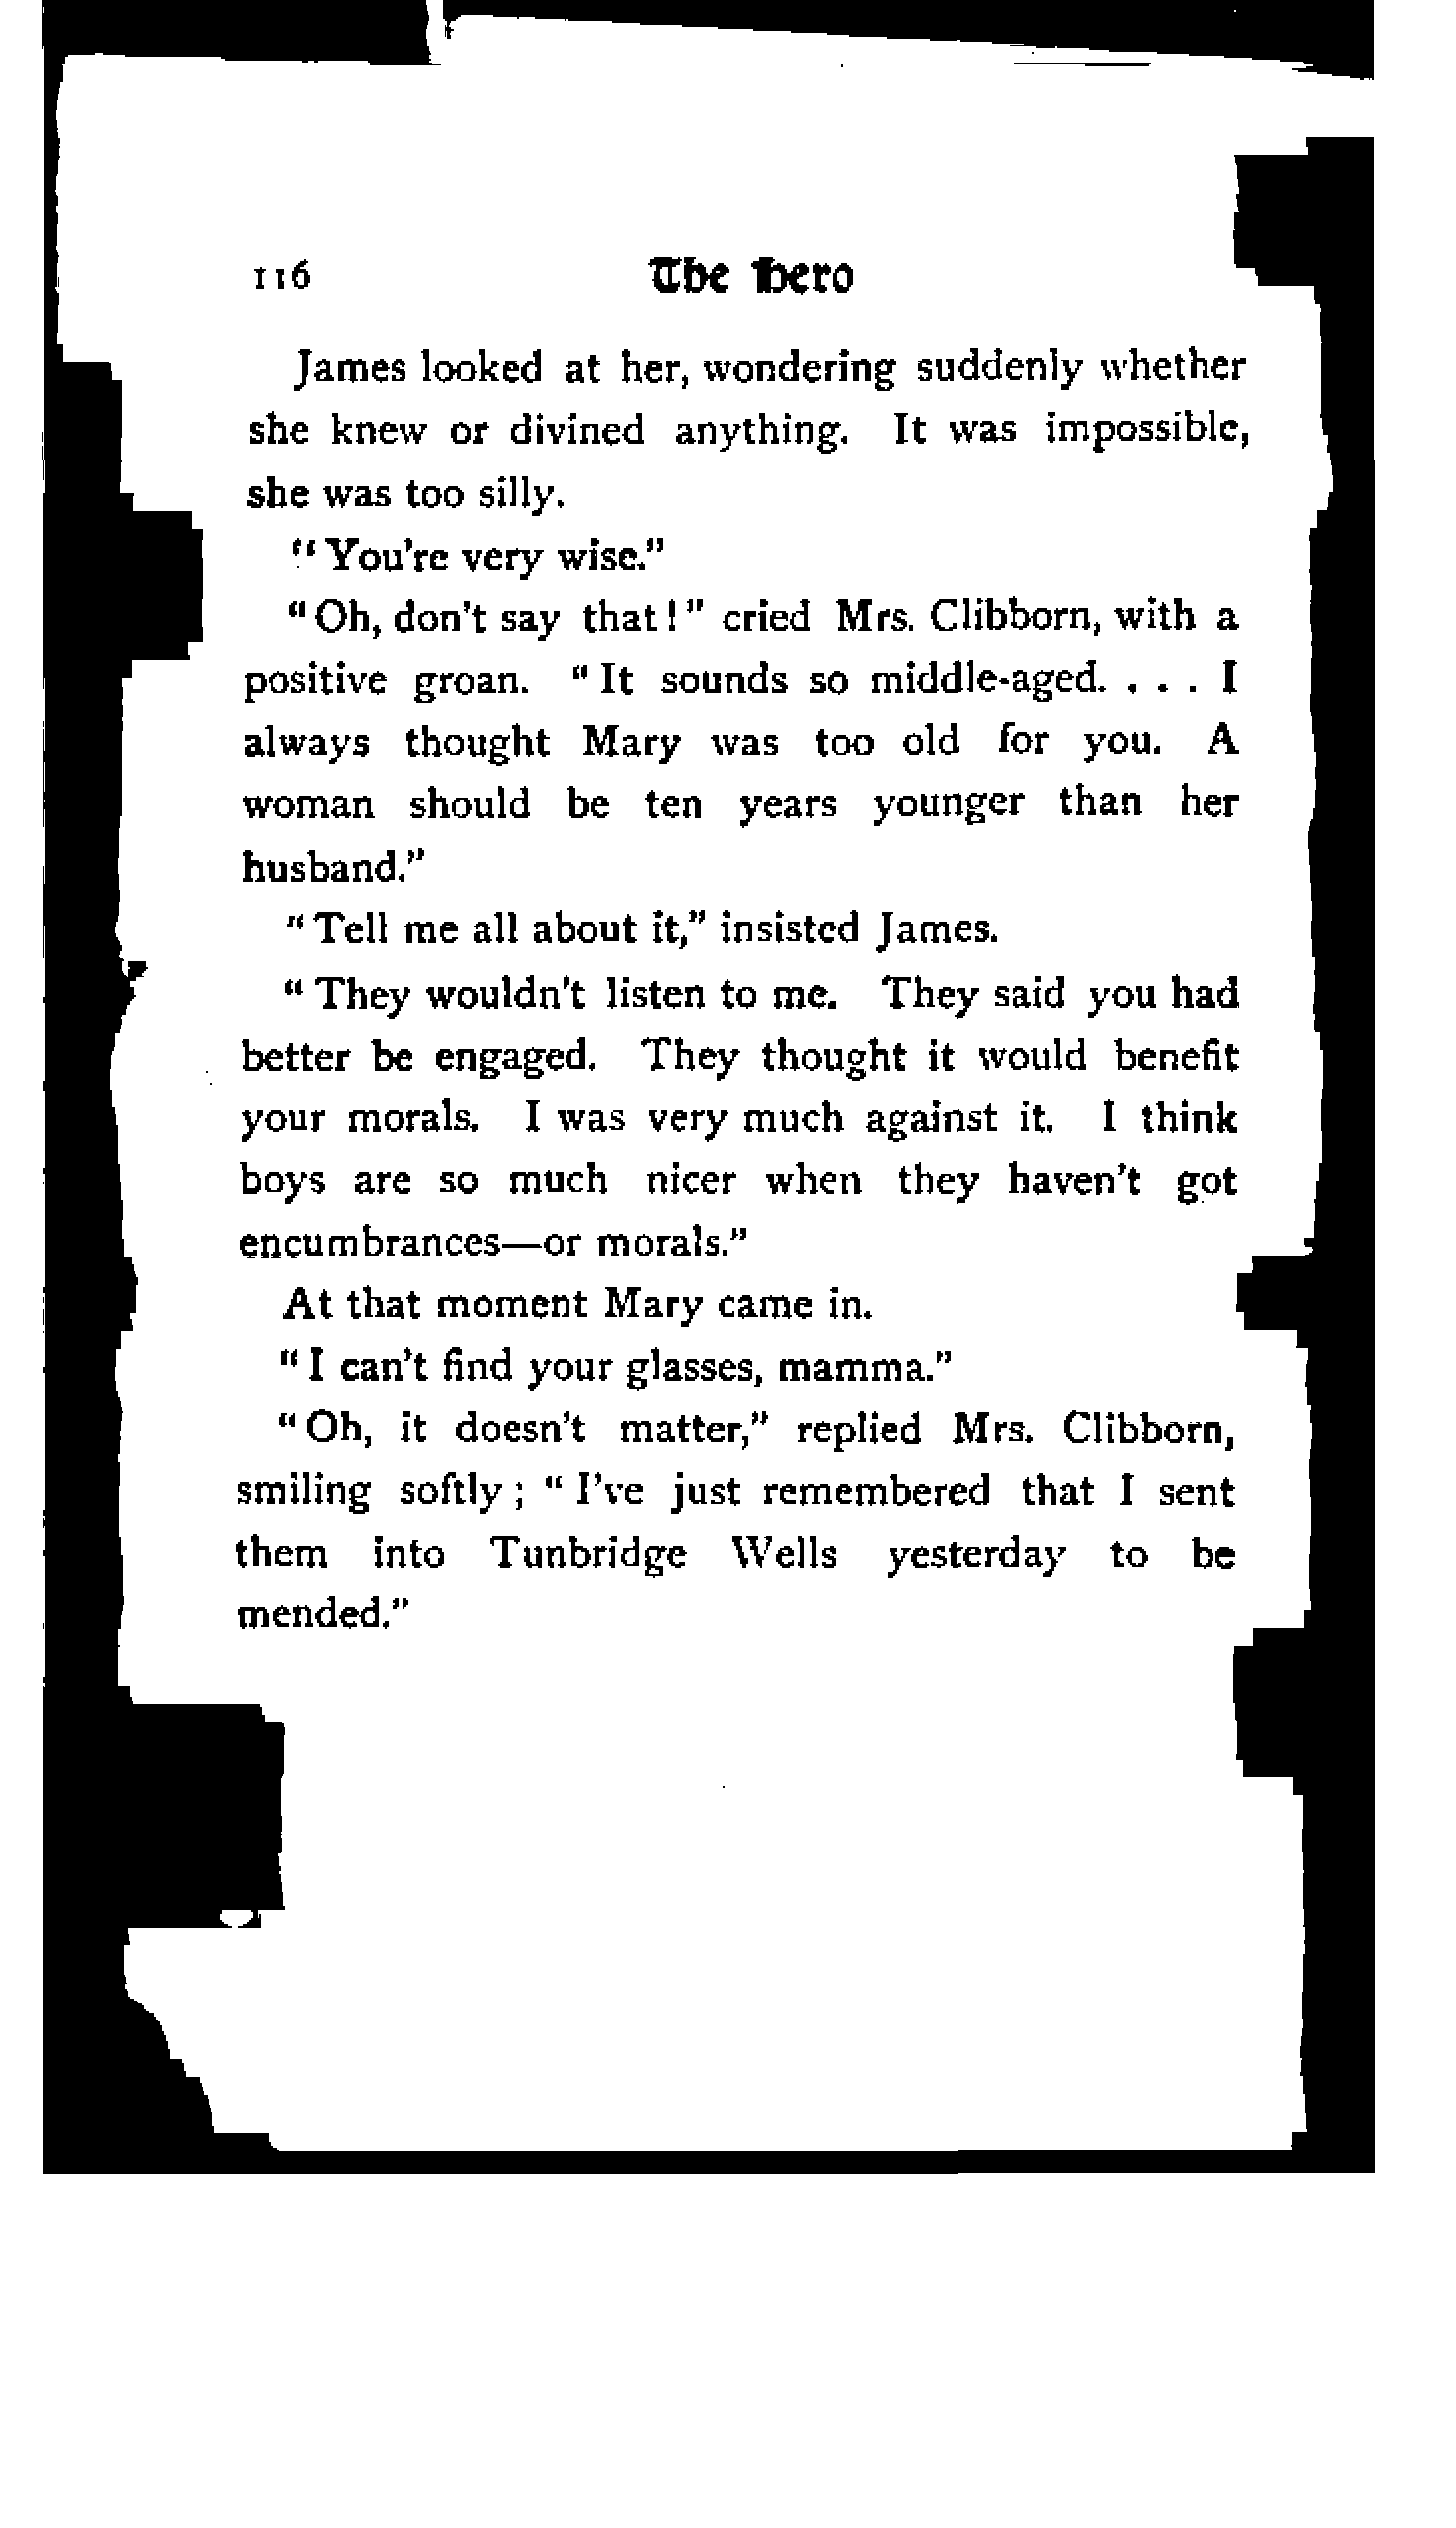 116 The Hero
James looked at her, wondering suddenly whether
she knew or divined anything. It was impossible,
she was too silly.
"You're very wise."
"Oh, don't say that!" cried Mrs. Clibborn, with a
positive groan. "It sounds so middle-aged. . . . I
always thought Mary was too old for you. A
woman should be ten years younger than her
husband."
"Tell me all about it," insisted James.
"They wouldn't listen to me. They said you had
better be engaged. They thought it would benefit
your morals. I was very much against it. I think
boys are so much nicer when they haven't got
encumbrances—or morals."
At that moment Mary came in.
"I can't find your glasses, mamma."
"Oh, it doesn't matter," replied Mrs. Clibborn,
smiling softly; "I've just remembered that I sent
them into Tunbridge Wells yesterday to be
mended."